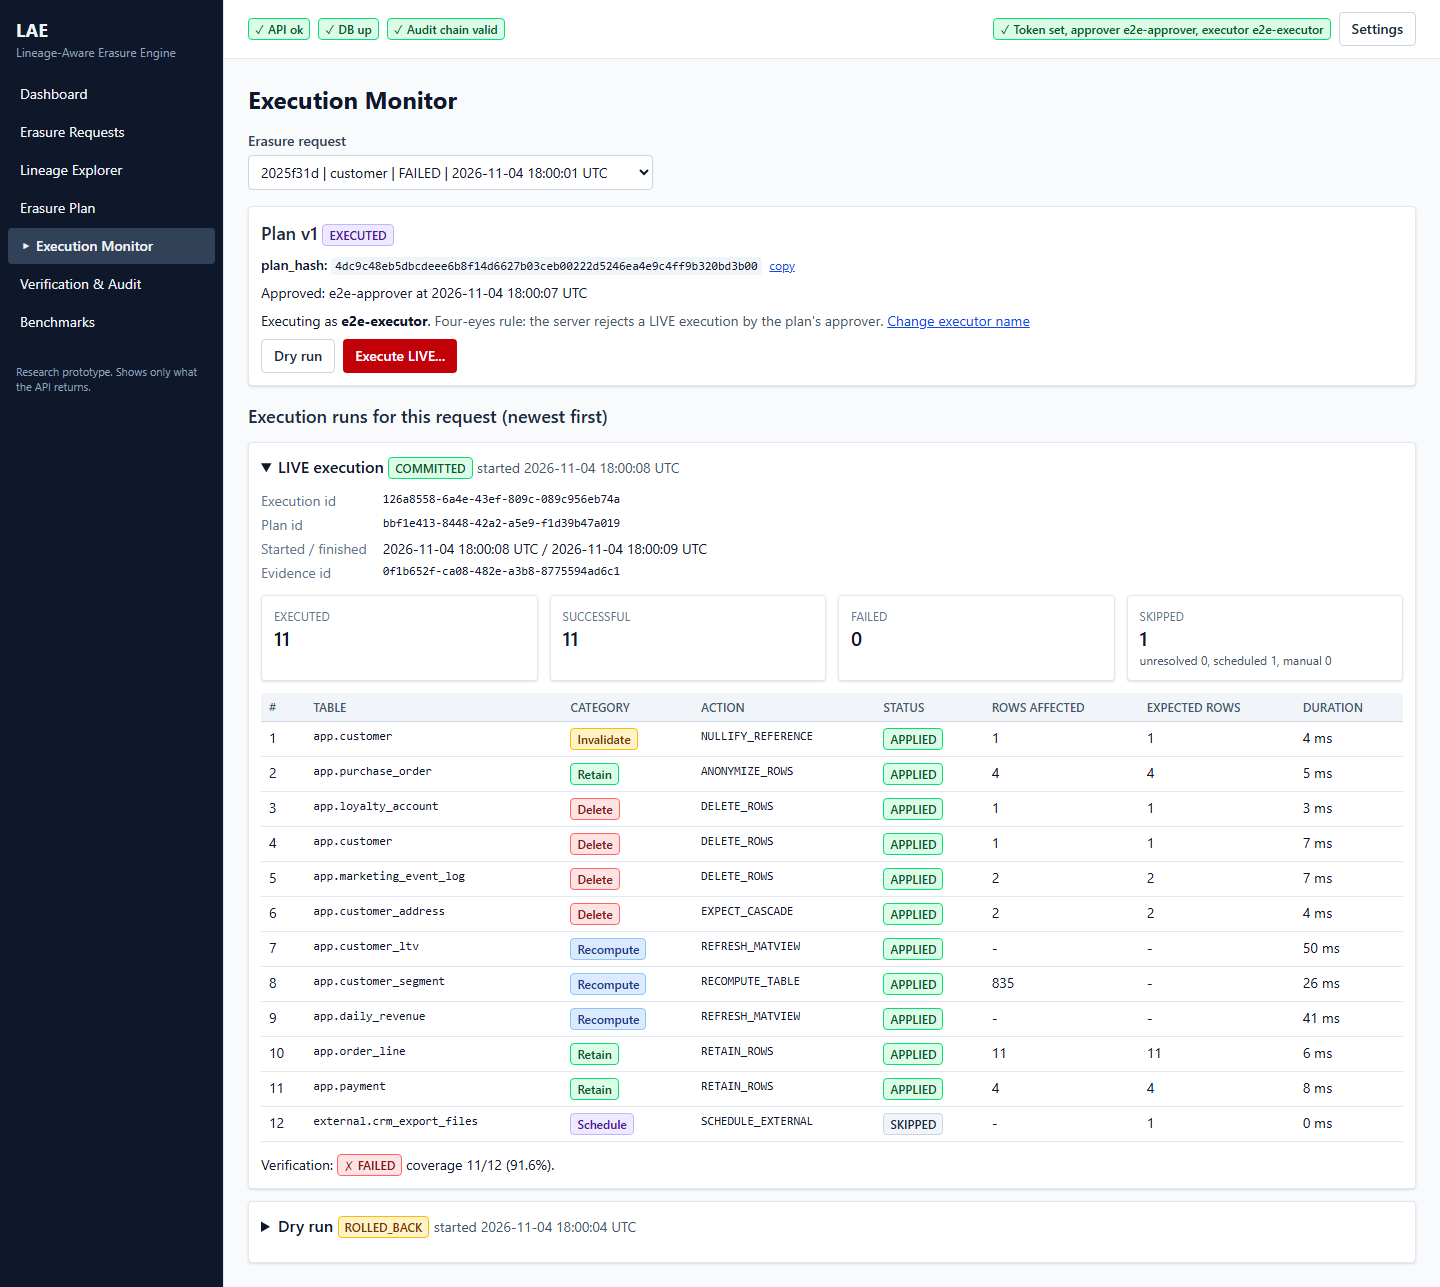 LAE
Lineage-Aware Erasure Engine
Dashboard
Erasure Requests
Lineage Explorer
Erasure Plan
▸ Execution Monitor
Verification & Audit
Benchmarks
Research prototype. Shows only what
the API returns.
✓ API ok ✓ DB up ✓ Audit chain valid
✓ Token set, approver e2e-approver, executor e2e-executor Settings
Execution Monitor
Erasure request
2025f31d | customer | FAILED | 2026-11-04 18:00:01 UTC
Plan v1 EXECUTED
plan_hash: 4dc9c48eb5dbcdeee6b8f14d6627b03ceb00222d5246ea4e9c4ff9b320bd3b00 copy
Approved: e2e-approver at 2026-11-04 18:00:07 UTC
Executing as e2e-executor. Four-eyes rule: the server rejects a LIVE execution by the plan's approver. Change executor name
Dry run Execute LIVE...
Execution runs for this request (newest first)
▼ LIVE execution COMMITTED started 2026-11-04 18:00:08 UTC
Execution id 126a8558-6a4e-43ef-809c-089c956eb74a
Plan id bbf1e413-8448-42a2-a5e9-f1d39b47a019
Started / finished 2026-11-04 18:00:08 UTC / 2026-11-04 18:00:09 UTC
Evidence id 0f1b652f-ca08-482e-a3b8-8775594ad6c1
EXECUTED
11
SUCCESSFUL
11
FAILED
0
SKIPPED
1
unresolved 0, scheduled 1, manual 0
# TABLE CATEGORY ACTION STATUS ROWS AFFECTED EXPECTED ROWS DURATION
1 app.customer Invalidate NULLIFY_REFERENCE APPLIED 1 1 4 ms
2 app.purchase_order Retain ANONYMIZE_ROWS APPLIED 4 4 5 ms
3 app.loyalty_account Delete DELETE_ROWS APPLIED 1 1 3 ms
4 app.customer Delete DELETE_ROWS APPLIED 1 1 7 ms
5 app.marketing_event_log Delete DELETE_ROWS APPLIED 2 2 7 ms
6 app.customer_address Delete EXPECT_CASCADE APPLIED 2 2 4 ms
7 app.customer_ltv Recompute REFRESH_MATVIEW APPLIED - - 50 ms
8 app.customer_segment Recompute RECOMPUTE_TABLE APPLIED 835 - 26 ms
9 app.daily_revenue Recompute REFRESH_MATVIEW APPLIED - - 41 ms
10 app.order_line Retain RETAIN_ROWS APPLIED 11 11 6 ms
11 app.payment Retain RETAIN_ROWS APPLIED 4 4 8 ms
12 external.crm_export_files Schedule SCHEDULE_EXTERNAL SKIPPED - 1 0 ms
Verification: ✗ FAILED coverage 11/12 (91.6%).
▶ Dry run ROLLED_BACK started 2026-11-04 18:00:04 UTC